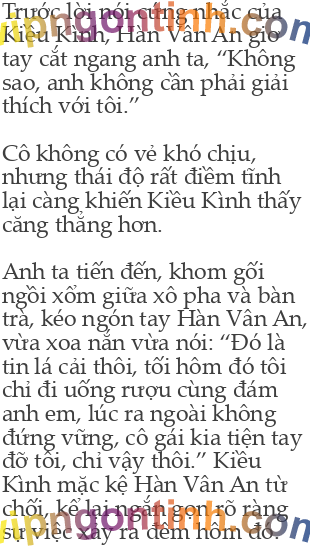 Trước lời nói cứng nhắc của
Kiều Kình, Hàn Vân An giơ
tay cắt ngang anh ta, “Không
sao, anh không cần phải giải
thích với tôi.”
Cô không có vẻ khó chịu,
nhưng thái độ rất điềm tĩnh
lại càng khiến Kiều Kình thấy
căng thẳng hơn.
Anh ta tiến đến, khom gối
ngồi xổm giữa xô pha và bàn
trà, kéo ngón tay Hàn Vân An,
vừa xoa nắn vừa nói: “Đó là
tin lá cải thôi, tối hôm đó tôi
chỉ đi uống rượu cùng đám
anh em, lúc ra ngoài không
đứng vững, cô gái kia tiện tay
đỡ tôi, chỉ vậy thôi.” Kiều
Kình mặc kệ Hàn Vân An từ
chối, kể lại ngắn gọn rõ ràng
sự việc xảy ra đêm hôm đó.
vipngontinh.com
vipngontinh.com